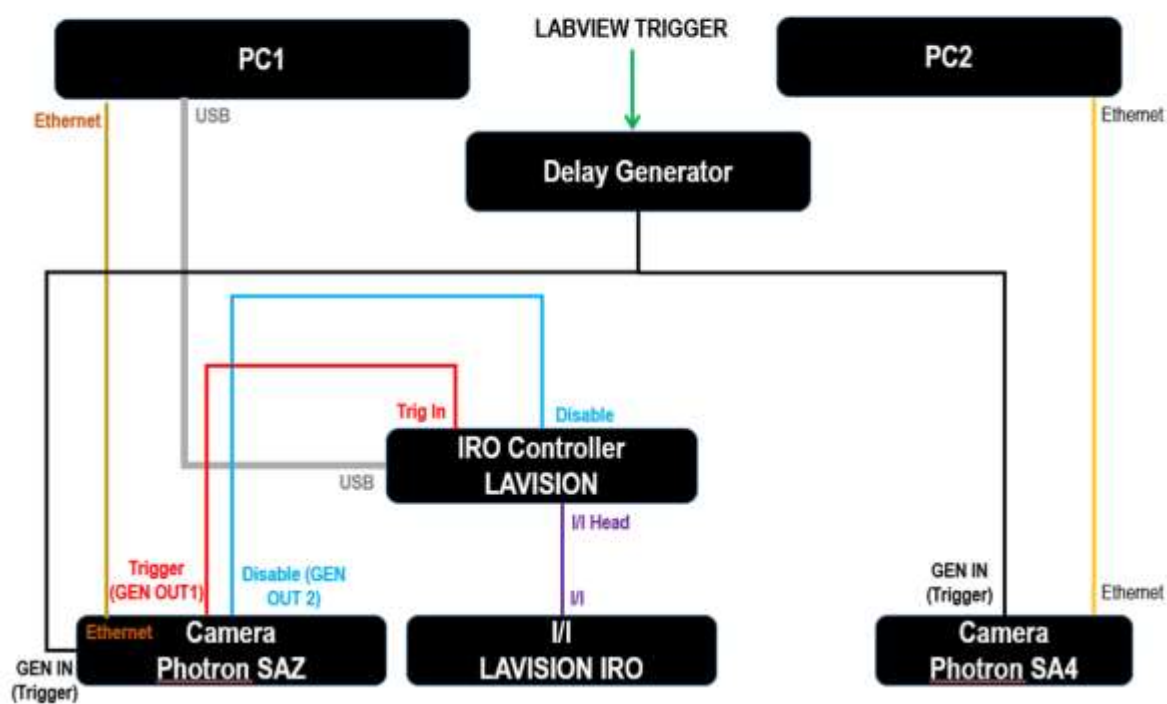 LABVIEW TRIGGER
PC1
PC2
Ethernet
USB
Ethernet
Delay Generator
Trig In
Disable
IRO Controller
LAVISION
USB
I/I Head
Trigger
(GEN OUT1)
Disable (GEN
OUT 2)
I/I
GEN IN
(Trigger)
Ethernet
Ethernet
Camera
Photron SAZ
GEN IN
(Trigger)
I/I
LAVISION IRO
Camera
Photron SA4